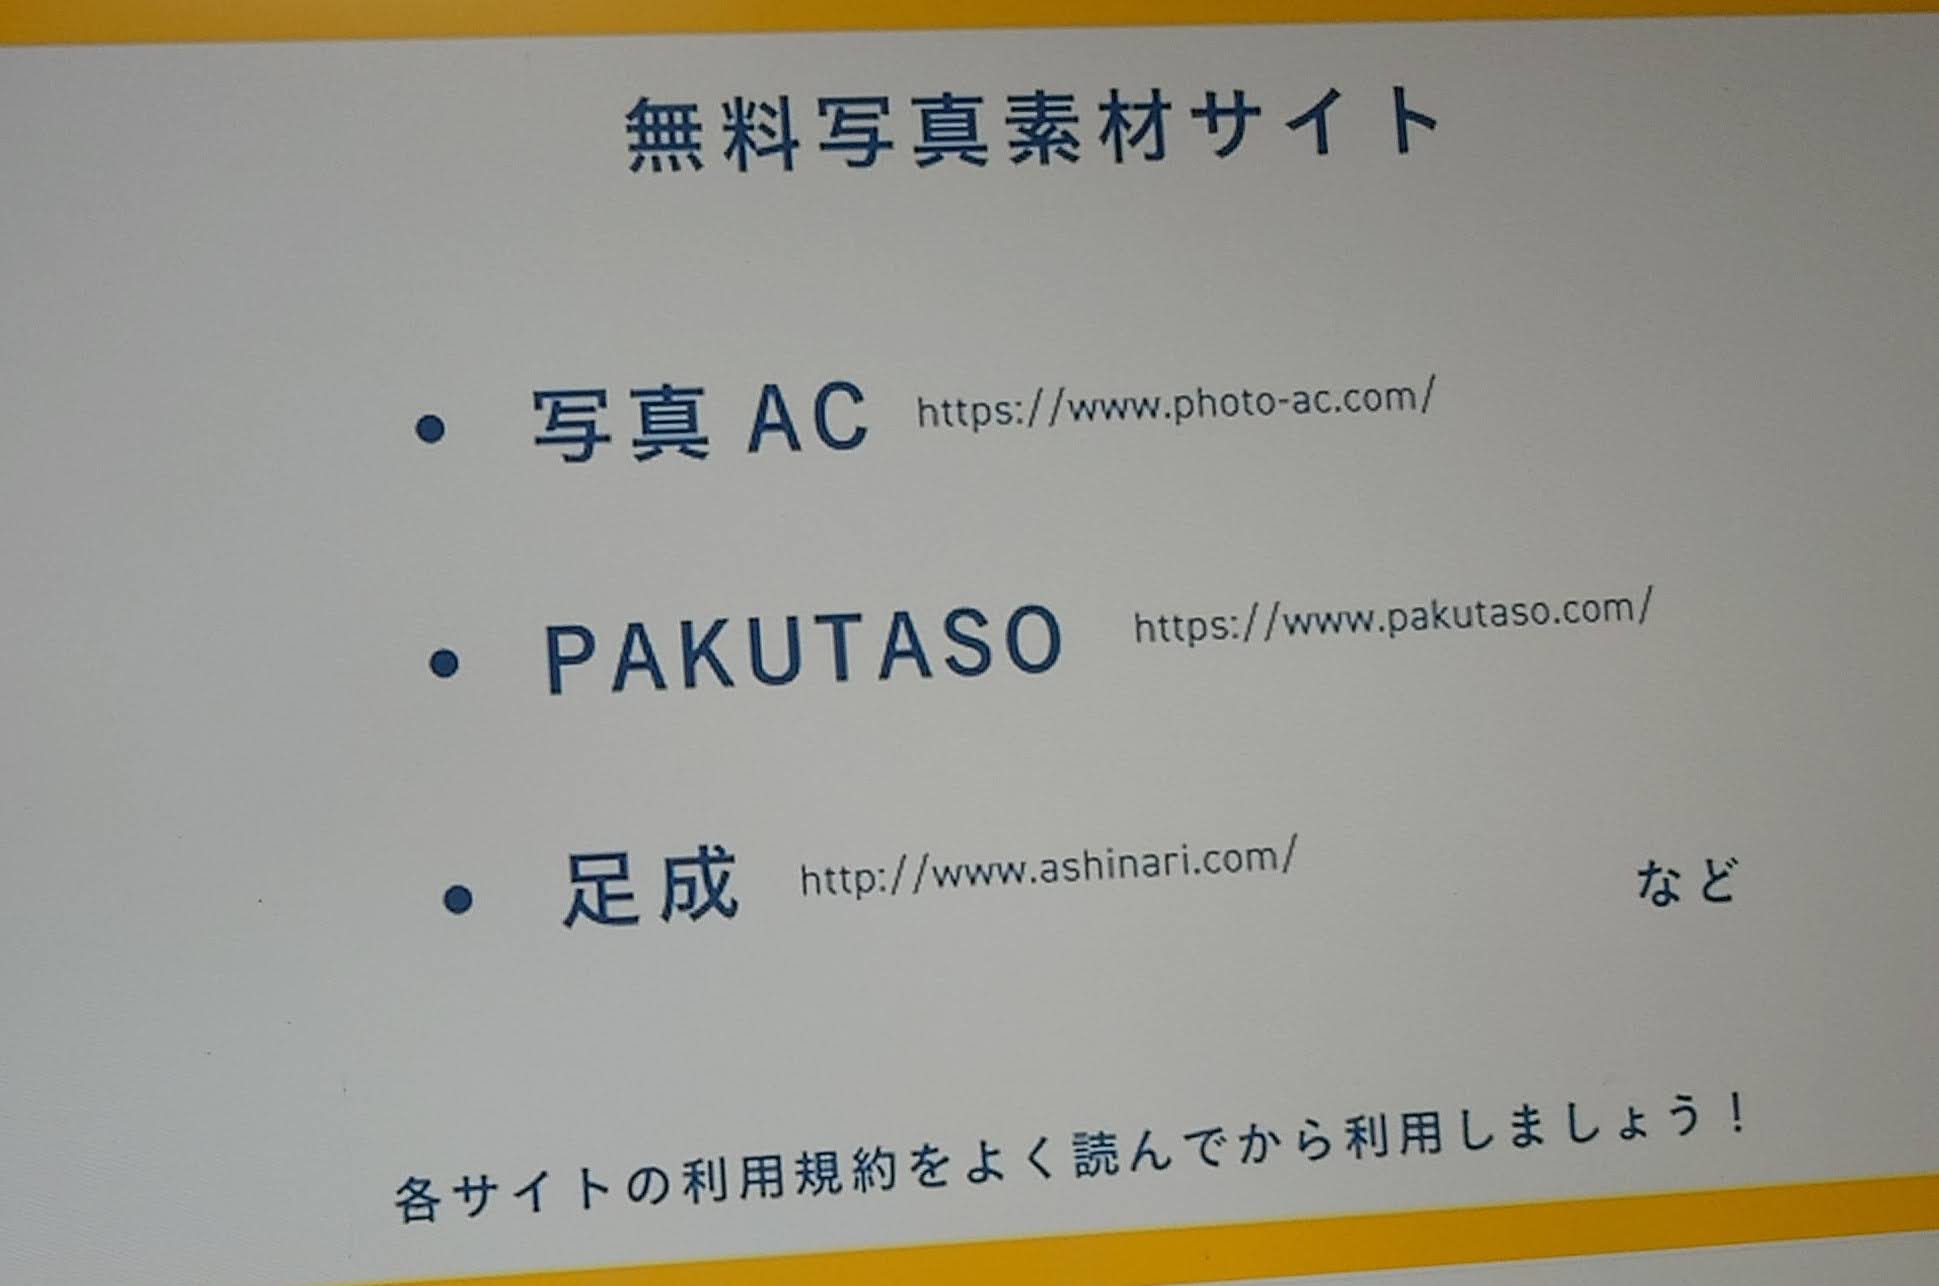 無料写真素材サイト
• 写真 AC https://www.photo-ac.com/
• PAKUTASO https://www.pakutaso.com/
• 足成 http://www.ashinari.com/ など
各サイトの利用規約をよく読んでから利用しましょう！